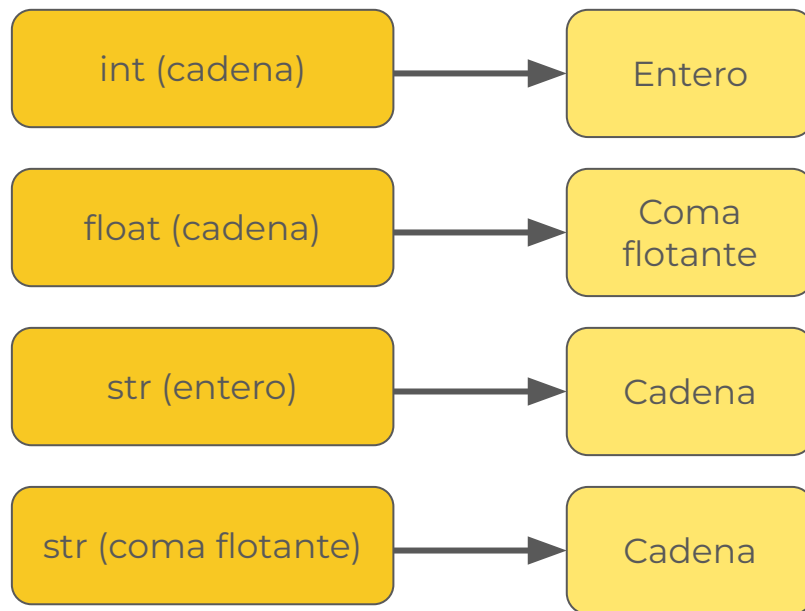 int (cadena)
Entero
float (cadena)
Coma
flotante
str (entero)
Cadena
str (coma flotante)
Cadena